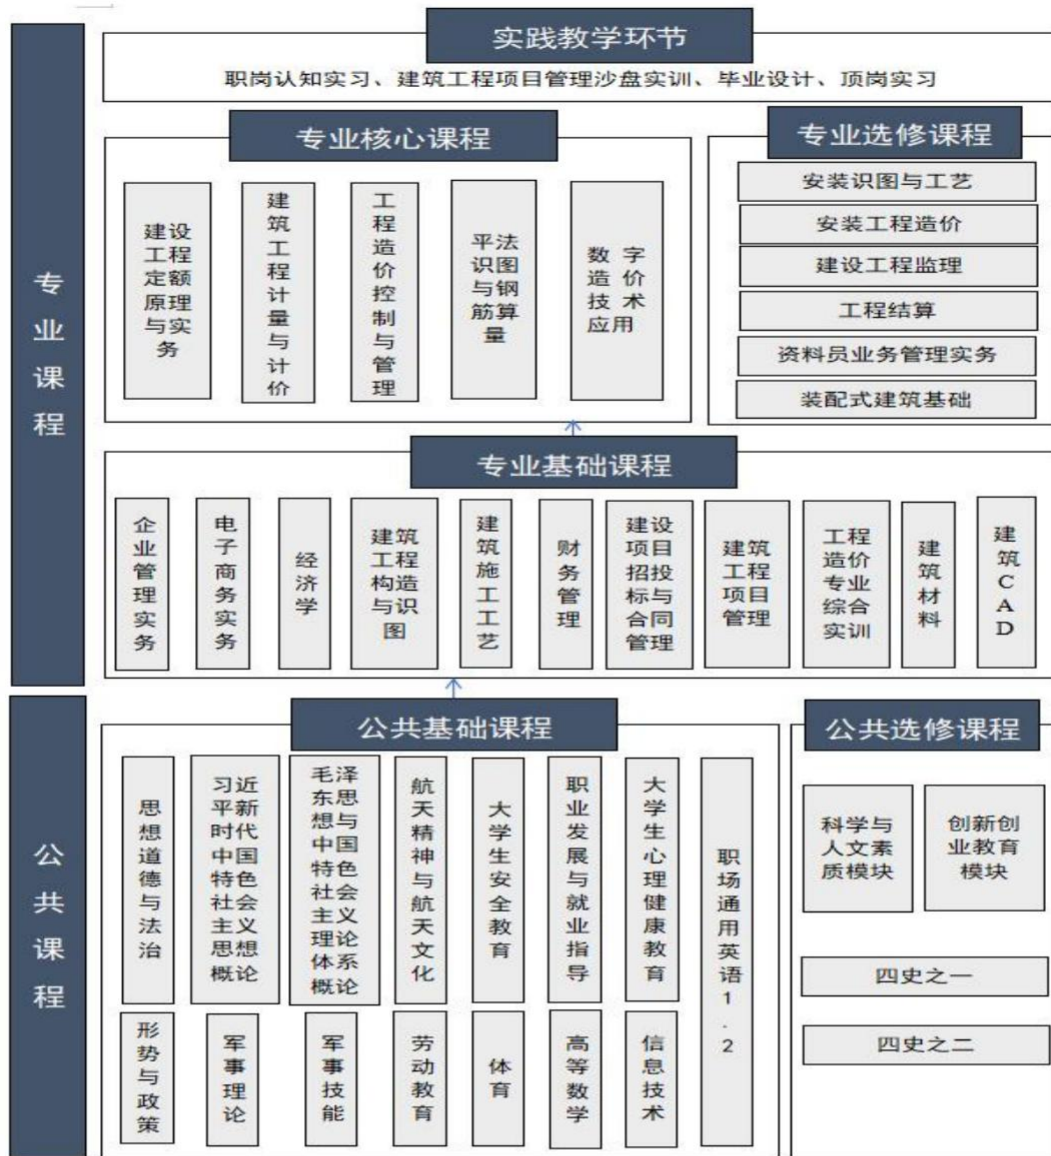 专业课程
实践教学环节
职岗认知实习、建筑工程项目管理沙盘实训、毕业设计、顶岗实习
专业核心课程
建设
工程
定额
原理
与实
务
建筑工程计量与计价
工程造价控制与管理
平法
识图
与钢
筋算
量
数字
造价
技术
应用
专业选修课程
安装识图与工艺
安装工程造价
建设工程监理
工程结算
资料员业务管理实务
装配式建筑基础
专业基础课程
企业管理实务
电子商务实务
经济学
建筑
工程
构造
与识
图
建筑施工工艺
财务管理
建设
项目
招投
标与
合同
管理
建筑
工程
项目
管理
工程
造价
专业
综合
实训
建筑材料
建筑CAD
公共课程
公共基础课程
思想道德与法治
习近
平新
时代
中国
特色
社会
主义
思想
概论
毛泽
东思
想与
中国
特色
社会
主义
理论
体系
概论
航天精神与航天文化
大学生安全教育
职业发展与就业指导
大学生心理健康教育
职场通用英语1.2
形势与政策
军事理论
军事技能
劳动教育
体育
高等数学
信息技术
公共选修课程
科学与
人文素
质模块
创新创
业教育
模块
四史之一
四史之二